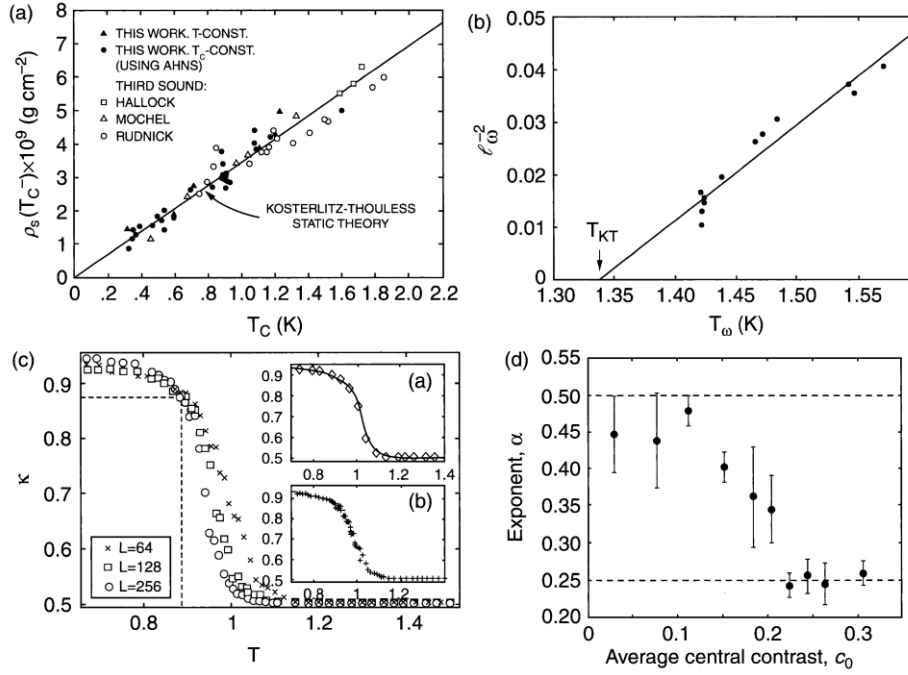 (a)
8
7
6
5
4
3
2
1
0
ρs(TC−)×10⁹ (g cm−2)
▲ THIS WORK. T-CONST.
● THIS WORK. Tc-CONST.
(USING AHNS)
THIRD SOUND:
□ HALLOCK
△ MOCHEL
○ RUDNICK
KOSTERLITZ-THOULESS
STATIC THEORY
0 0.2 0.4 0.6 0.8 1.0 1.2 1.4 1.6 1.8 2.0 2.2
TC (K)
(b)
0.05
0.04
0.03
0.02
0.01
0
ℓω−2
TKT
1.30 1.40 1.45 1.50 1.55
Tω (K)
(c)
0.9
0.8
0.7
0.6
0.5
κ
× L=64
□ L=128
○ L=256
0.8 1 1.2 1.4
T
(a)
0.9
0.8
0.7
0.6
0.5
0.8 1 1.2 1.4
(b)
0.9
0.8
0.7
0.6
0.5
0.8 1 1.2 1.4
(d)
0.55
0.50
0.45
0.40
0.35
0.30
0.25
0.20
Exponent, α
0 0.1 0.2 0.3
Average central contrast, c0